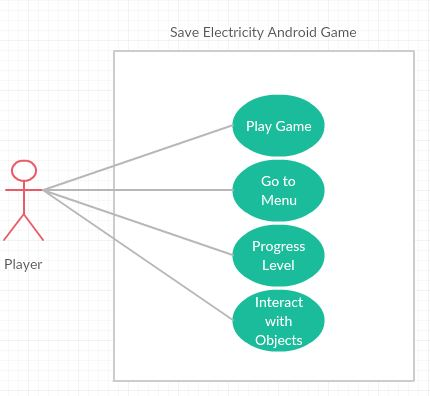 Save Electricity Android Game
Play Game
Go to
Menu
Progress
Level
Interact
with
Objects
Player